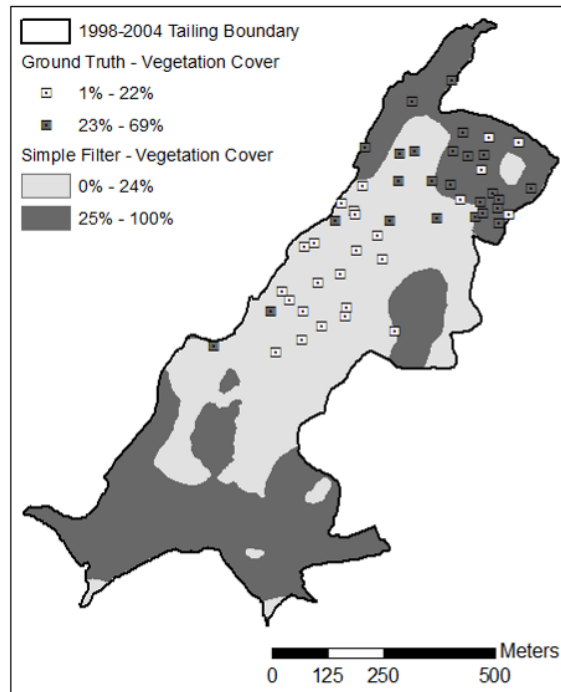 1998-2004 Tailing Boundary
Ground Truth - Vegetation Cover
1% - 22%
23% - 69%
Simple Filter - Vegetation Cover
0% - 24%
25% - 100%
Meters
0 125 250 500